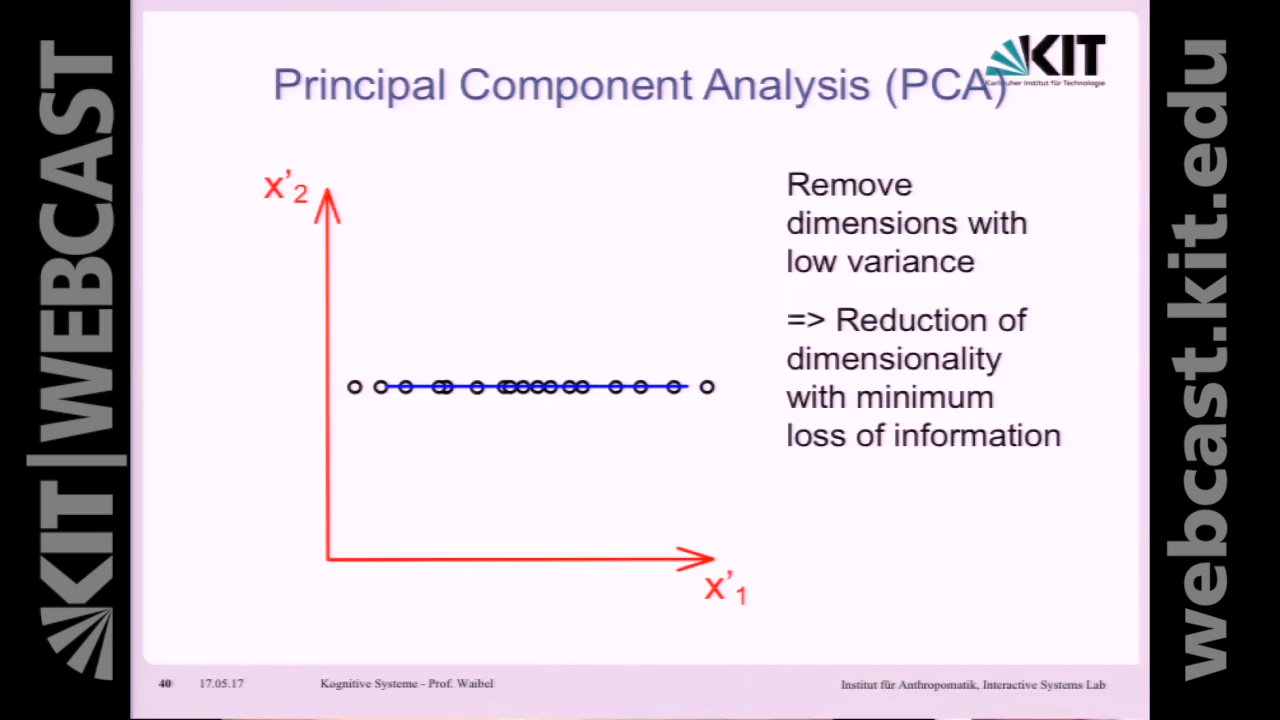 KIT|WEBCAST
Principal Component Analysis (PCA)
KIT
Karlsruher Institut für Technologie
x'2
Remove
dimensions with
low variance
=> Reduction of
dimensionality
with minimum
loss of information
x'1
40 17.05.17 Kognitive Systeme - Prof. Waibel Institut für Anthropomatik, Interactive Systems Lab
webcast.kit.edu